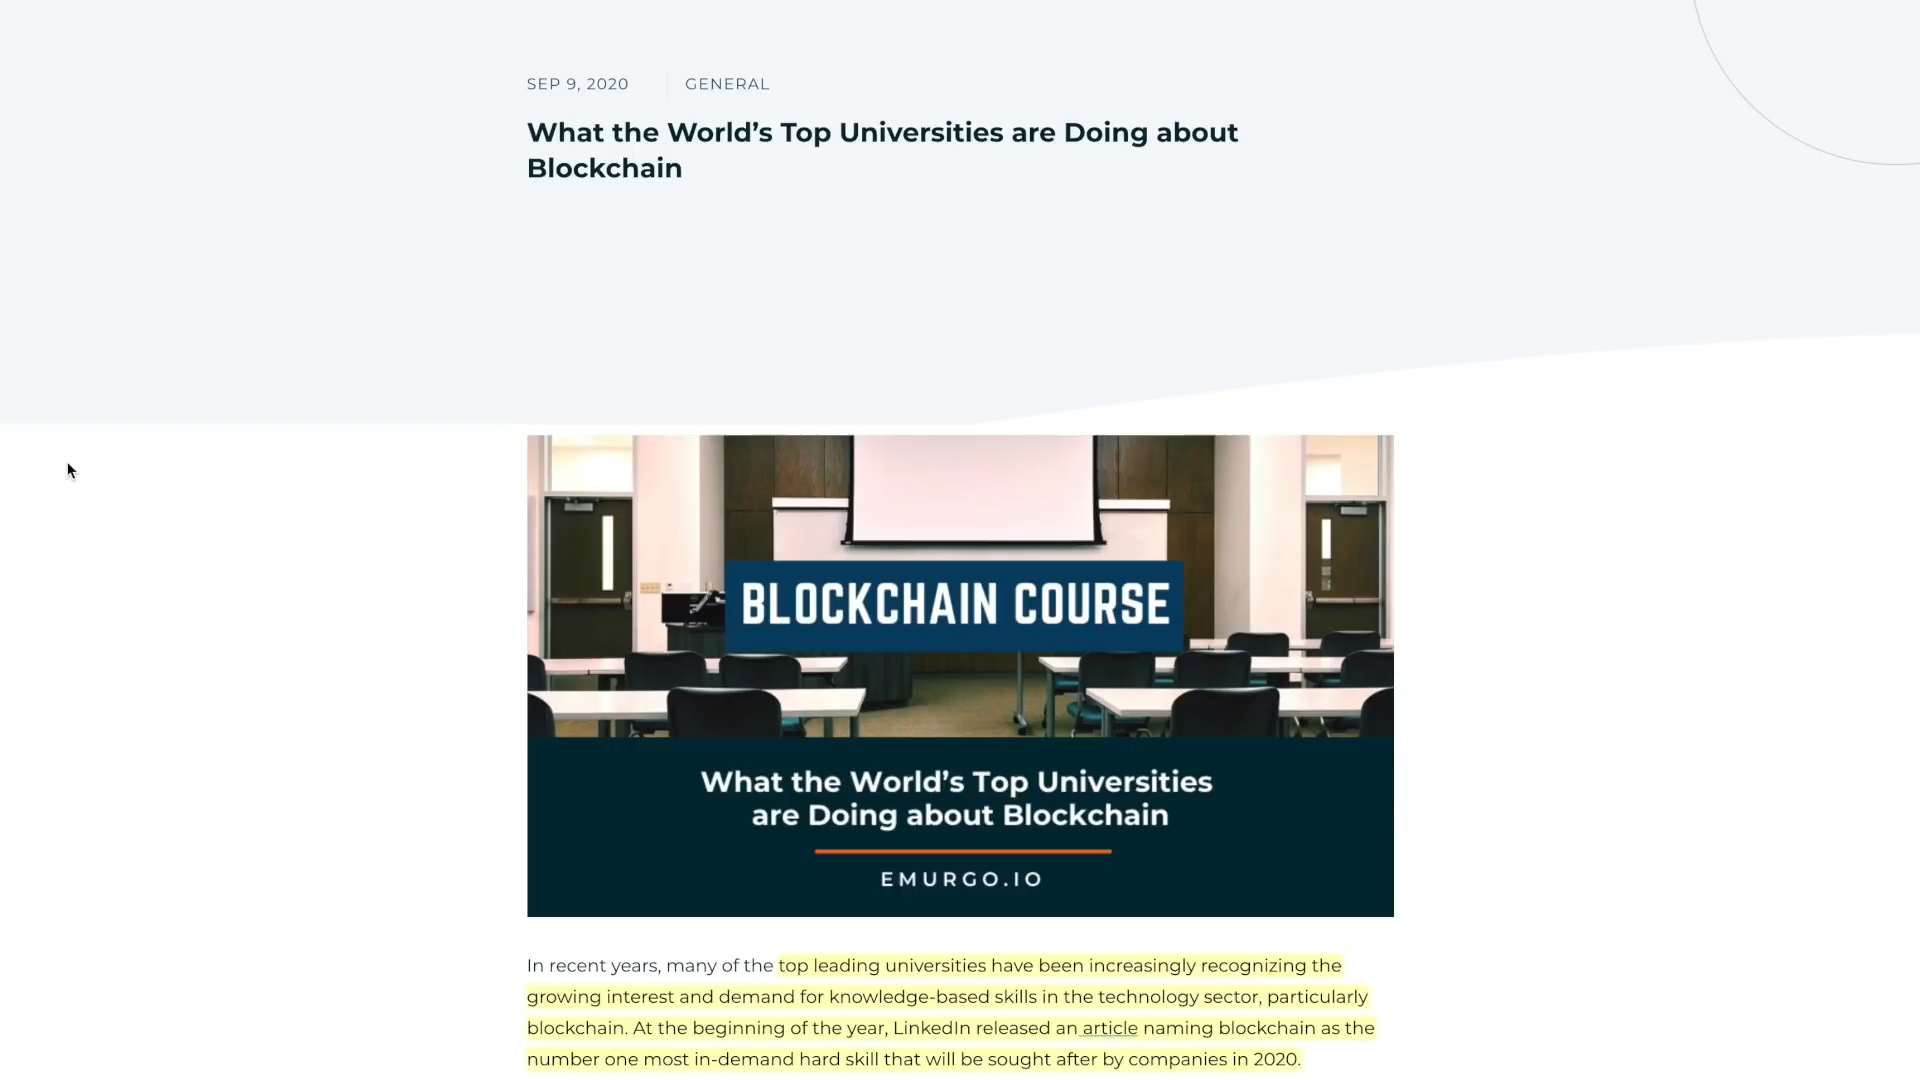 SEP 9, 2020 GENERAL
What the World’s Top Universities are Doing about
Blockchain
BLOCKCHAIN COURSE
What the World’s Top Universities
are Doing about Blockchain
EMURGO.IO
In recent years, many of the top leading universities have been increasingly recognizing the
growing interest and demand for knowledge-based skills in the technology sector, particularly
blockchain. At the beginning of the year, LinkedIn released an article naming blockchain as the
number one most in-demand hard skill that will be sought after by companies in 2020.